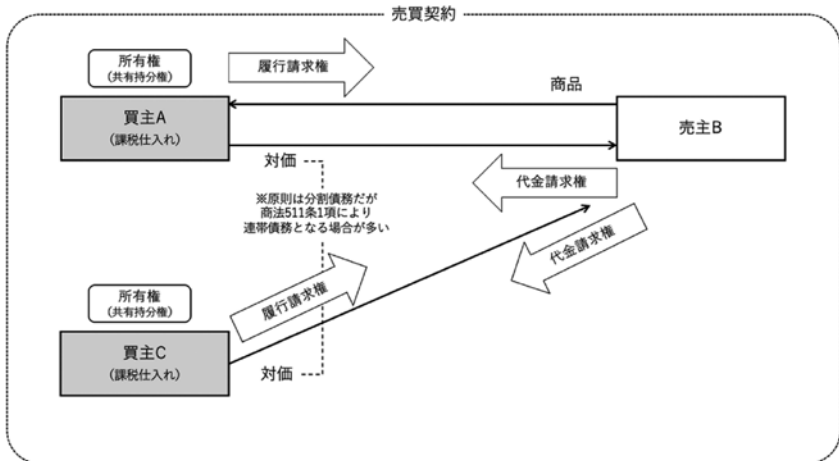 売買契約
所有権
(共有持分権)
履行請求権
商品
買主A
(課税仕入れ)
売主B
対価
代金請求権
※原則は分割債務だが
商法511条1項により
連帯債務となる場合が多い
代金請求権
所有権
(共有持分権)
履行請求権
買主C
(課税仕入れ)
対価